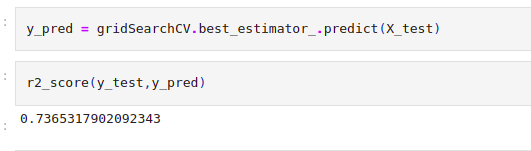 y_pred = gridSearchCV.best_estimator_.predict(X_test)
r2_score(y_test,y_pred)
0.7365317902092343